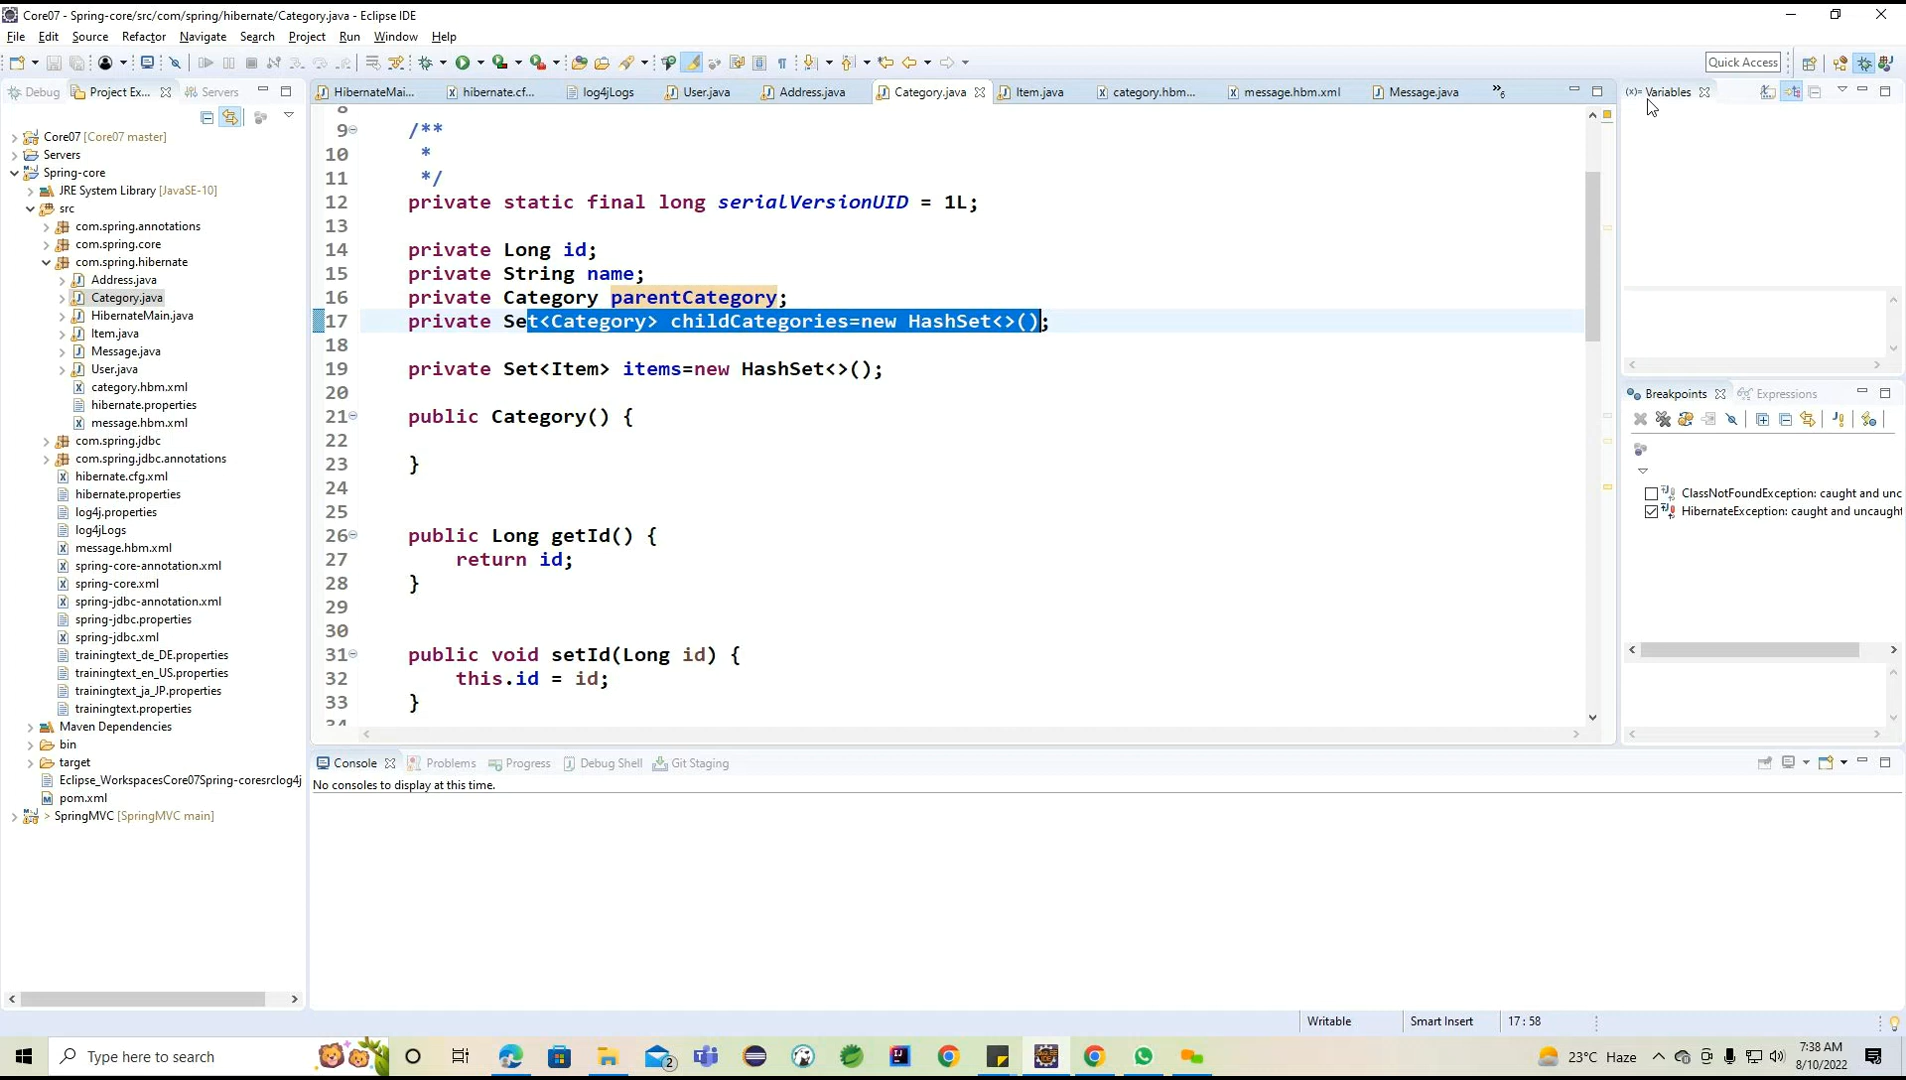 Core07 - Spring-core/src/com/spring/hibernate/Category.java - Eclipse IDE
File Edit Source Refactor Navigate Search Project Run Window Help
Quick Access
Debug Project Ex... Servers
HibernateMai... hibernate.cf... log4jLogs User.java Address.java Category.java Item.java category.hbm... message.hbm.xml Message.java »6
(x)= Variables
Core07 [Core07 master]
Servers
Spring-core
JRE System Library [JavaSE-10]
src
com.spring.annotations
com.spring.core
com.spring.hibernate
Address.java
Category.java
HibernateMain.java
Item.java
Message.java
User.java
category.hbm.xml
hibernate.properties
message.hbm.xml
com.spring.jdbc
com.spring.jdbc.annotations
hibernate.cfg.xml
hibernate.properties
log4j.properties
log4jLogs
message.hbm.xml
spring-core-annotation.xml
spring-core.xml
spring-jdbc-annotation.xml
spring-jdbc.properties
spring-jdbc.xml
trainingtext_de_DE.properties
trainingtext_en_US.properties
trainingtext_ja_JP.properties
trainingtext.properties
Maven Dependencies
bin
target
Eclipse_WorkspacesCore07Spring-coresrclog4j
pom.xml
> SpringMVC [SpringMVC main]
8
9 /**
10 *
11 */
12 private static final long serialVersionUID = 1L;
13
14 private Long id;
15 private String name;
16 private Category parentCategory;
17 private Set<Category> childCategories=new HashSet<>();
18
19 private Set<Item> items=new HashSet<>();
20
21 public Category() {
22
23 }
24
25
26 public Long getId() {
27 return id;
28 }
29
30
31 public void setId(Long id) {
32 this.id = id;
33 }
34
Breakpoints Expressions
ClassNotFoundException: caught and unc
HibernateException: caught and uncaught
Console Problems Progress Debug Shell Git Staging
No consoles to display at this time.
Writable Smart Insert 17 : 58
Type here to search
2
23°C Haze
7:38 AM
8/10/2022